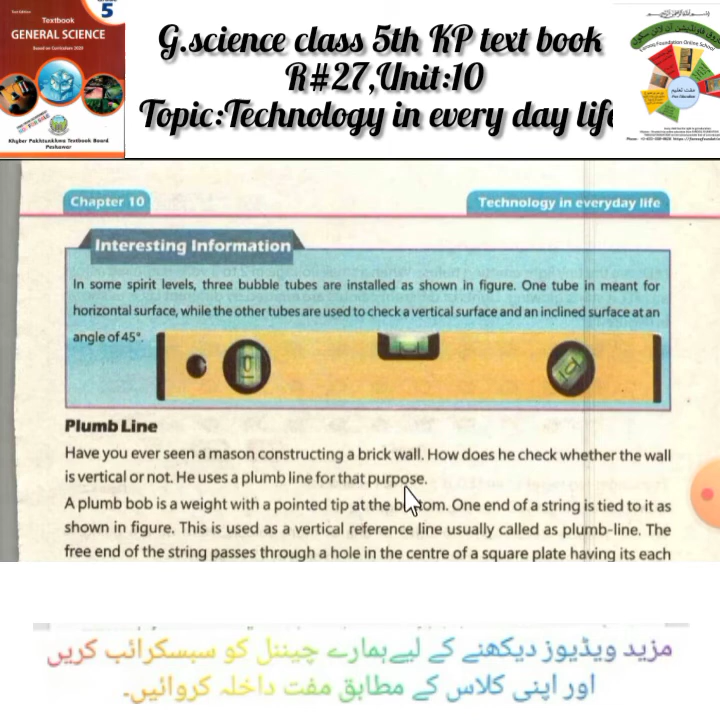 5
Textbook
GENERAL SCIENCE
Based on Curriculum 2020
Khyber Pakhtunkhwa Textbook Board
Peshawar
G.science class 5th KP text book
R#27,Unit:10
Topic:Technology in every day life
Chapter 10
Technology in everyday life
Interesting Information
In some spirit levels, three bubble tubes are installed as shown in figure. One tube in meant for
horizontal surface, while the other tubes are used to check a vertical surface and an inclined surface at an
angle of 45°.
Plumb Line
Have you ever seen a mason constructing a brick wall. How does he check whether the wall
is vertical or not. He uses a plumb line for that purpose.
A plumb bob is a weight with a pointed tip at the bottom. One end of a string is tied to it as
shown in figure. This is used as a vertical reference line usually called as plumb-line. The
free end of the string passes through a hole in the centre of a square plate having its each
مزید ویڈیوز دیکھنے کے لیے ہمارے چیننل کو سبسکرائب کریں
اور اپنی کلاس کے مطابق مفت داخلہ کروائیں۔